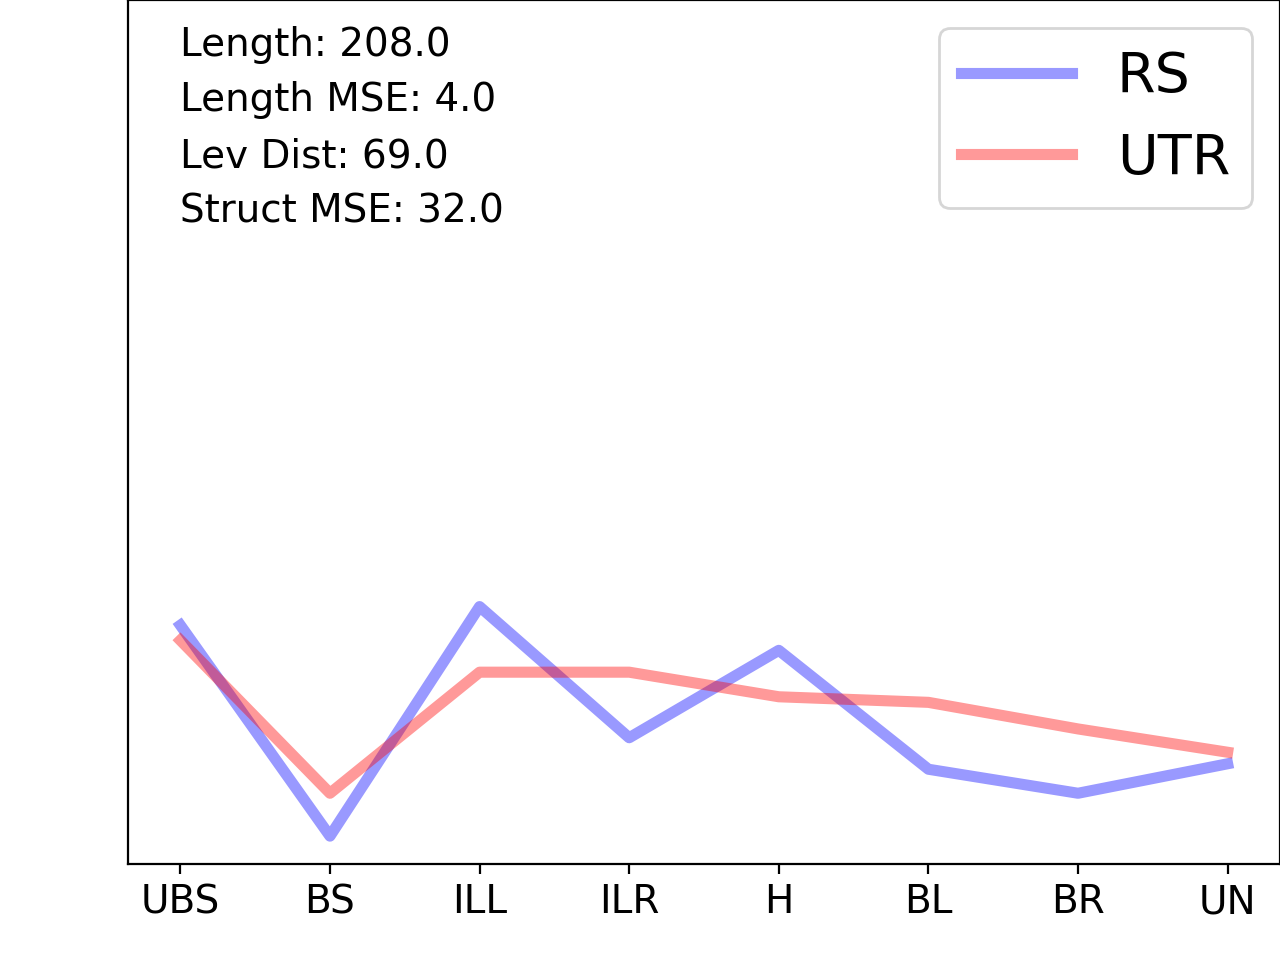 Length: 208.0
Length MSE: 4.0
Lev Dist: 69.0
Struct MSE: 32.0
RS
UTR
UBS BS ILL ILR H BL BR UN